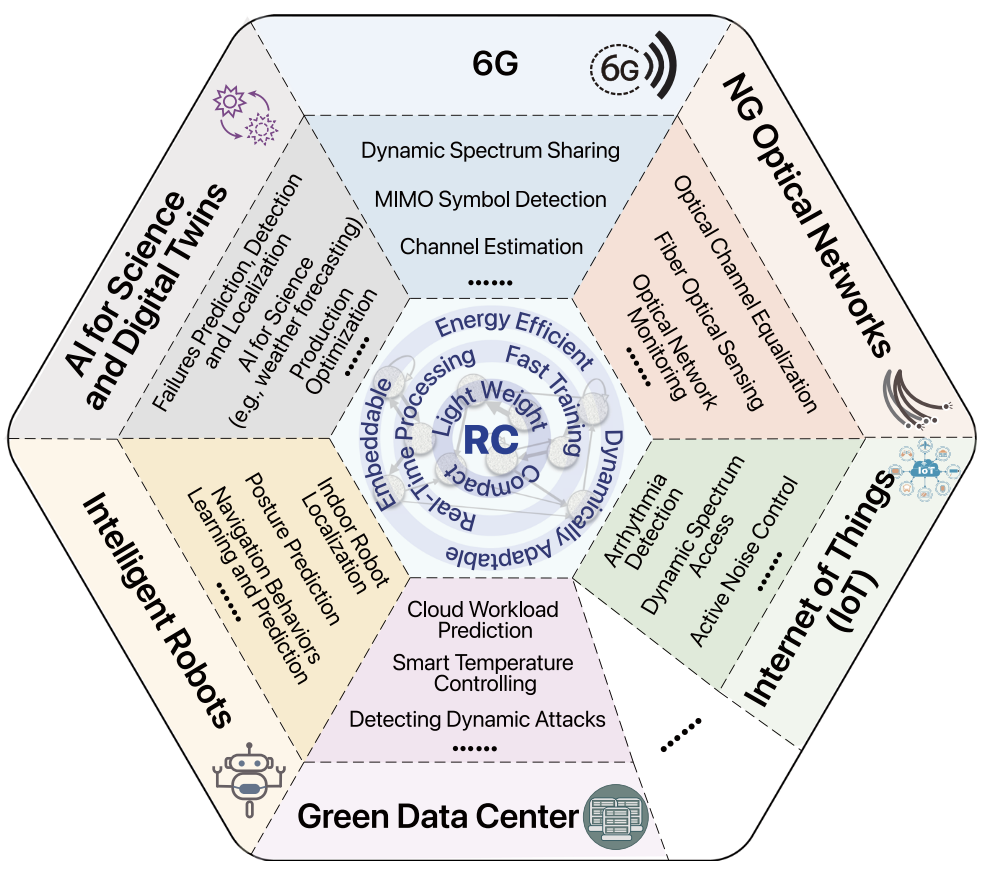 6G
6G
Dynamic Spectrum Sharing
MIMO Symbol Detection
Channel Estimation
......
NG Optical Networks
Optical Channel Equalization
Fiber Optical Sensing
Optical Network
Monitoring
......
IoT
Internet of Things
(IoT)
Arrhythmia
Detection
Dynamic Spectrum
Access
Active Noise Control
......
......
Cloud Workload
Prediction
Smart Temperature
Controlling
Detecting Dynamic Attacks
......
Green Data Center
Intelligent Robots
Indoor Robot
Localization
Posture Prediction
Navigation Behaviors
Learning and Prediction
......
AI for Science
and Digital Twins
Failures Prediction, Detection
and Localization
AI for Science
(e.g., weather forecasting)
Production
Optimization
......
Energy Efficient
Dynamically Adaptable
Embeddable
Fast Training
Real-Time Processing
Light Weight
Compact
RC